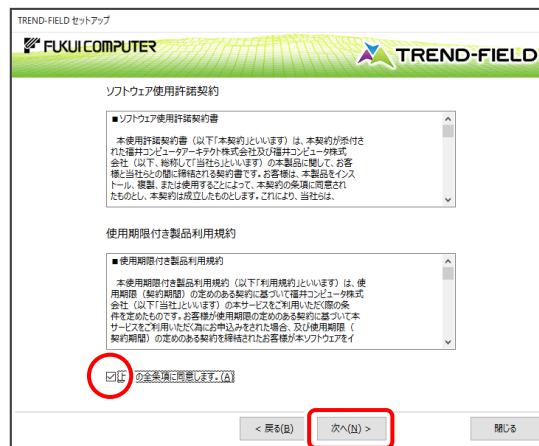 TREND-FIELD セットアップ
FUKUI COMPUTER
TREND-FIELD
ソフトウェア使用許諾契約
■ソフトウェア使用許諾契約書
本使用許諾契約書（以下「本契約」といいます）は、本契約が添付さ
れた福井コンピュータアーキテクト株式会社及び福井コンピュータ株式
会社（以下、総称して「当社ら」といいます）の本製品に関して、お客
様と当社らとの間に締結される契約書です。お客様は、本製品をインス
トール、複製、または使用することによって、本契約の条項に同意され
たものとし、本契約は成立したものとします。これにより、当社らは、
使用期限付き製品利用規約
■使用期限付き製品利用規約
本使用期限付き製品利用規約（以下「利用規約」といいます）は、使
用期限（契約期間）の定めのある契約に基づいて福井コンピュータ株式
会社（以下「当社」といいます）の本サービスをご利用いただく際の条
件を定めたものです。お客様が使用期限の定めのある契約に基づいて本
サービスをご利用いただく為にお申込みをされた場合、及び使用期限（
契約期間）の定めのある契約を締結されたお客様が本ソフトウェアをイ
上 の全条項に同意します。(A)
< 戻る(B)
次へ(N) >
閉じる